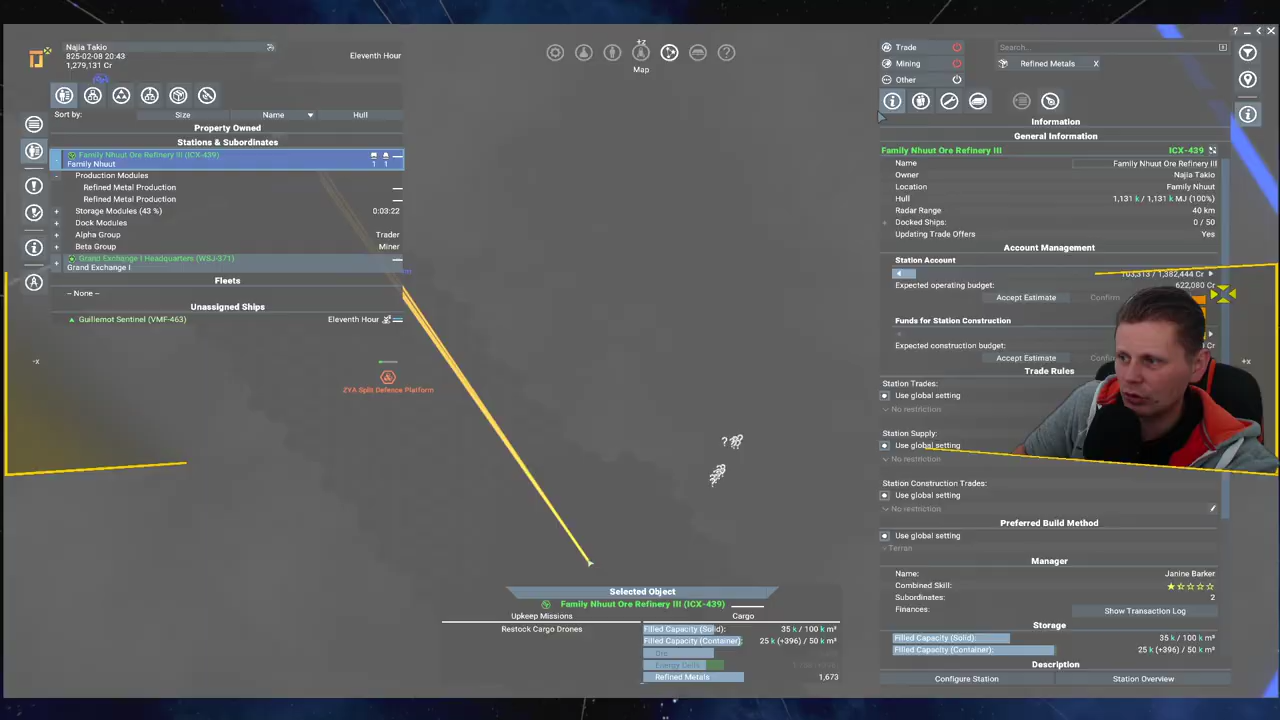 Najia Takio
825-02-08 20:43
1,279,131 Cr
Eleventh Hour
+z
Map
Sort by:
Size
Name
Hull
Property Owned
Stations & Subordinates
Family Nhuut Ore Refinery III (ICX-439)
Family Nhuut
1 1
- Production Modules
Refined Metal Production
Refined Metal Production
+ Storage Modules (43 %) 0:03:22
+ Dock Modules
+ Alpha Group Trader
+ Beta Group Miner
+ Grand Exchange I Headquarters (WSJ-371)
Grand Exchange I
Fleets
-- None --
Unassigned Ships
Guillemot Sentinel (VMF-463) Eleventh Hour
-x
ZYA Split Defence Platform
Selected Object
Family Nhuut Ore Refinery III (ICX-439)
Upkeep Missions
Cargo
Restock Cargo Drones
Filled Capacity (Solid): 35 k / 100 k m³
Filled Capacity (Container): 25 k (+396) / 50 k m³
Ore
Energy Cells
Refined Metals 1,673
Trade
Mining
Other
Search...
Refined Metals X
Information
General Information
Family Nhuut Ore Refinery III ICX-439
Name Family Nhuut Ore Refinery III
Owner Najia Takio
Location Family Nhuut
Hull 1,131 k / 1,131 k MJ (100%)
Radar Range 40 km
+ Docked Ships: 0 / 50
Updating Trade Offers Yes
Account Management
Station Account
103,313 / 1,382,444 Cr
Expected operating budget: 622,080 Cr
Accept Estimate
Confirm
Funds for Station Construction
Expected construction budget: Cr
Accept Estimate
Trade Rules
Station Trades:
Use global setting
No restriction
Station Supply:
Use global setting
No restriction
Station Construction Trades:
Use global setting
No restriction
Preferred Build Method
Use global setting
Terran
Manager
Name: Janine Barker
Combined Skill: ★☆☆☆☆
Subordinates: 2
Finances: Show Transaction Log
Storage
Filled Capacity (Solid): 35 k / 100 k m³
Filled Capacity (Container): 25 k (+396) / 50 k m³
Description
Configure Station
Station Overview
+x